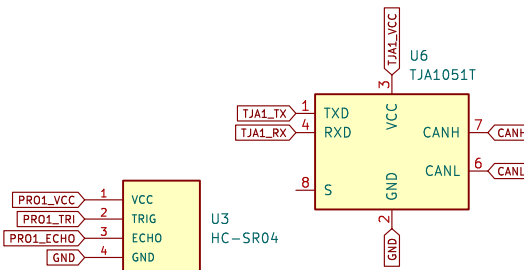 TJA1_VCC
U6
TJA1051T
3
TJA1_TX 1 TXD
VCC
TJA1_RX 4 RXD
CANH 7 CANH
CANL 6 CANL
8 S
GND
2
GND
PRO1_VCC 1 VCC
PRO1_TRI 2 TRIG
U3
PRO1_ECHO 3 ECHO
HC-SR04
GND 4 GND